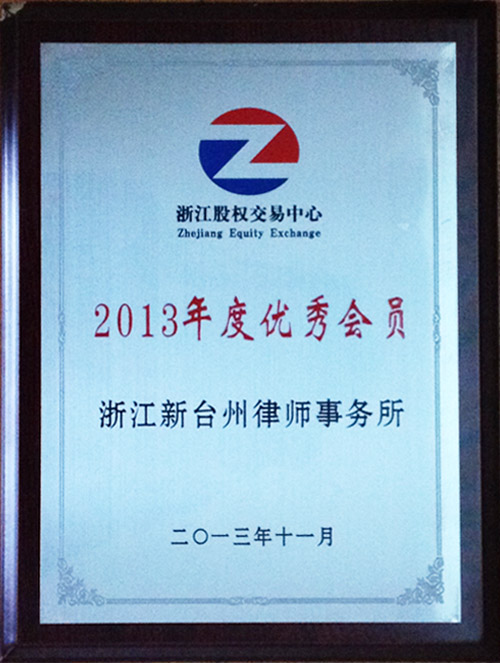 浙江股权交易中心
Zhejiang Equity Exchange
2013年度优秀会员
浙江新台州律师事务所
二〇一三年十一月